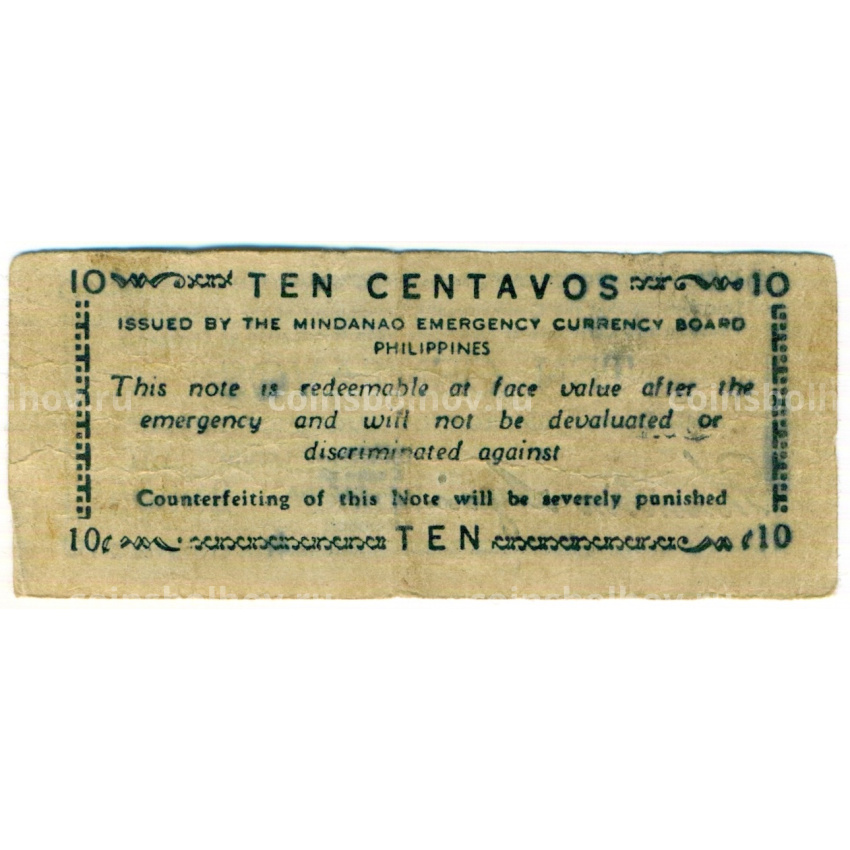 10 TEN CENTAVOS 10
ISSUED BY THE MINDANAO EMERGENCY CURRENCY BOARD
PHILIPPINES
This note is redeemable at face value after the
emergency and will not be devaluated or
discriminated against
Counterfeiting of this Note will be severely punished
10¢ TEN ¢10
coinsbolhov.ru